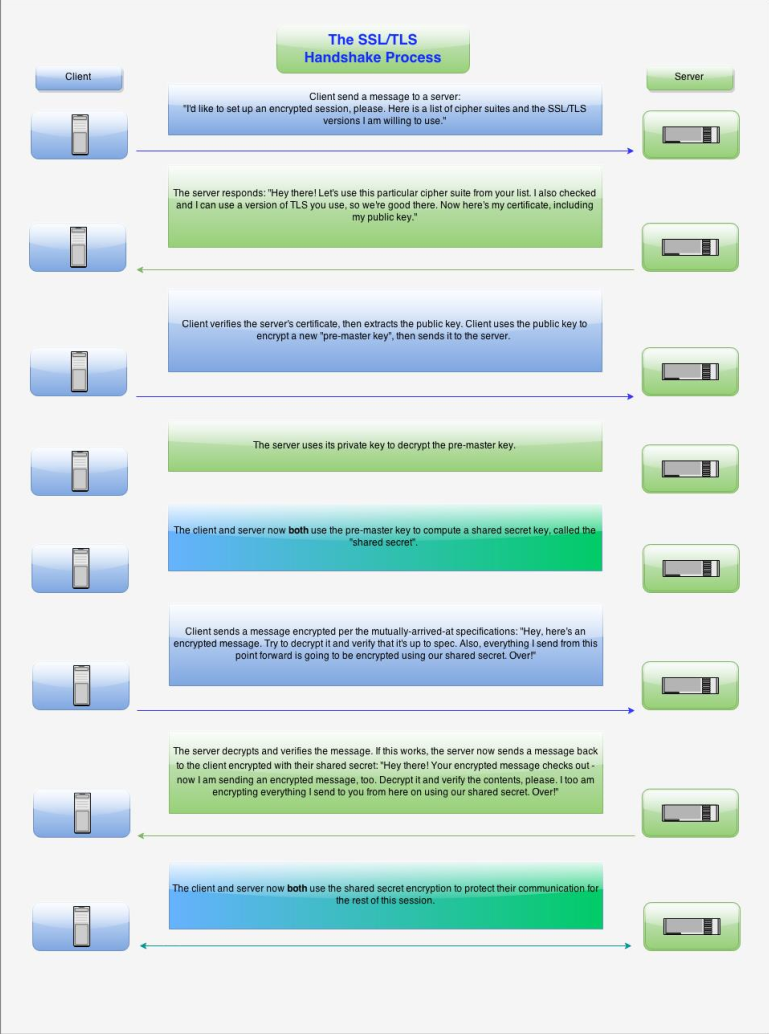 The SSL/TLS
Handshake Process
Client
Server
Client send a message to a server:
"I'd like to set up an encrypted session, please. Here is a list of cipher suites and the SSL/TLS
versions I am willing to use."
The server responds: "Hey there! Let's use this particular cipher suite from your list. I also checked
and I can use a version of TLS you use, so we're good there. Now here's my certificate, including
my public key."
Client verifies the server's certificate, then extracts the public key. Client uses the public key to
encrypt a new "pre-master key", then sends it to the server.
The server uses its private key to decrypt the pre-master key.
The client and server now both use the pre-master key to compute a shared secret key, called the
"shared secret".
Client sends a message encrypted per the mutually-arrived-at specifications: "Hey, here's an
encrypted message. Try to decrypt it and verify that it's up to spec. Also, everything I send from this
point forward is going to be encrypted using our shared secret. Over!"
The server decrypts and verifies the message. If this works, the server now sends a message back
to the client encrypted with their shared secret: "Hey there! Your encrypted message checks out -
now I am sending an encrypted message, too. Decrypt it and verify the contents, please. I too am
encrypting everything I send to you from here on using our shared secret. Over!"
The client and server now both use the shared secret encryption to protect their communication for
the rest of this session.